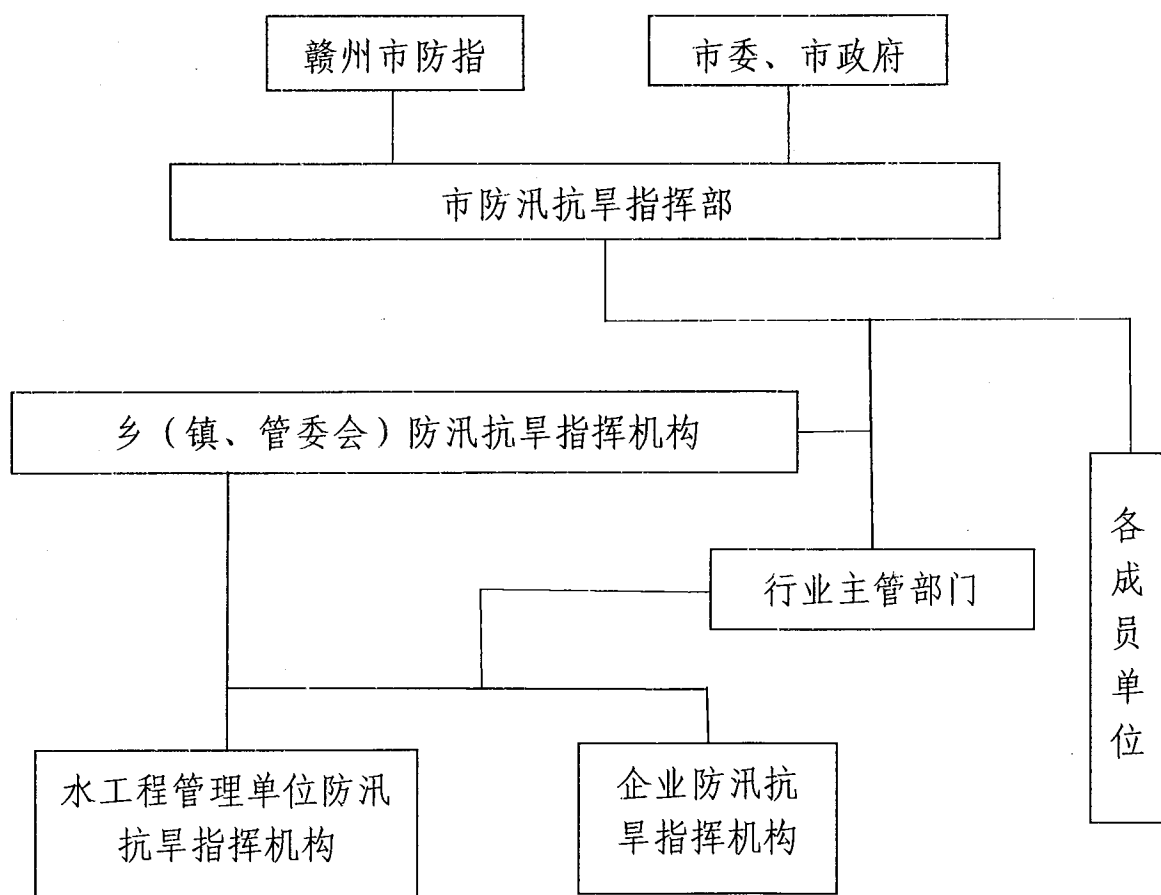 赣州市防指
市委、市政府
市防汛抗旱指挥部
乡（镇、管委会）防汛抗旱指挥机构
行业主管部门
各成员单位
水工程管理单位防汛
抗旱指挥机构
企业防汛抗
旱指挥机构